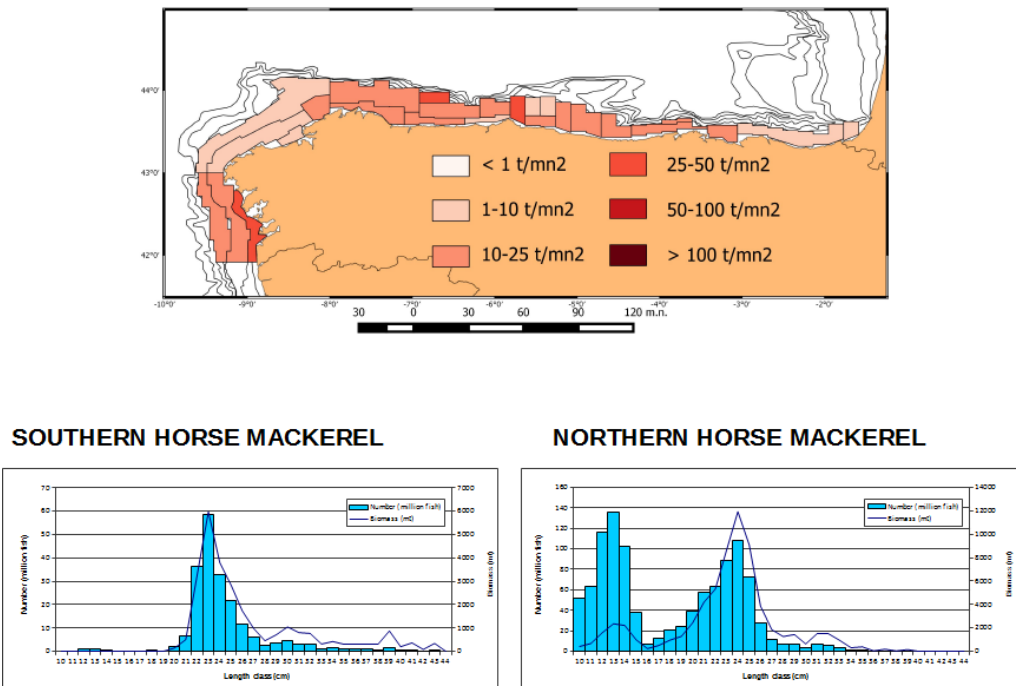 44°0'
43°0'
42°0'
< 1 t/mn2
25-50 t/mn2
1-10 t/mn2
50-100 t/mn2
10-25 t/mn2
> 100 t/mn2
-10°0' -9°0' -8°0' -7°0' -6°0' -5°0' -4°0' -3°0' -2°0'
30 0 30 60 90 120 m.n.
SOUTHERN HORSE MACKEREL
NORTHERN HORSE MACKEREL
70 60 50 40 30 20 10 0
Number (million fish)
Number (million fish)
Biomass (mt)
7000 6000 5000 4000 3000 2000 1000 0
Biomass (mt)
10 11 12 13 14 15 16 17 18 19 20 21 22 23 24 25 26 27 28 29 30 31 32 33 34 35 36 37 38 39 40 41 42 43 44
Length class (cm)
160 140 120 100 80 60 40 20 0
Number (million fish)
Number (million fish)
Biomass (mt)
14000 12000 10000 8000 6000 4000 2000 0
Biomass (mt)
10 11 12 13 14 15 16 17 18 19 20 21 22 23 24 25 26 27 28 29 30 31 32 33 34 35 36 37 38 39 40 41 42 43 44
Length class (cm)